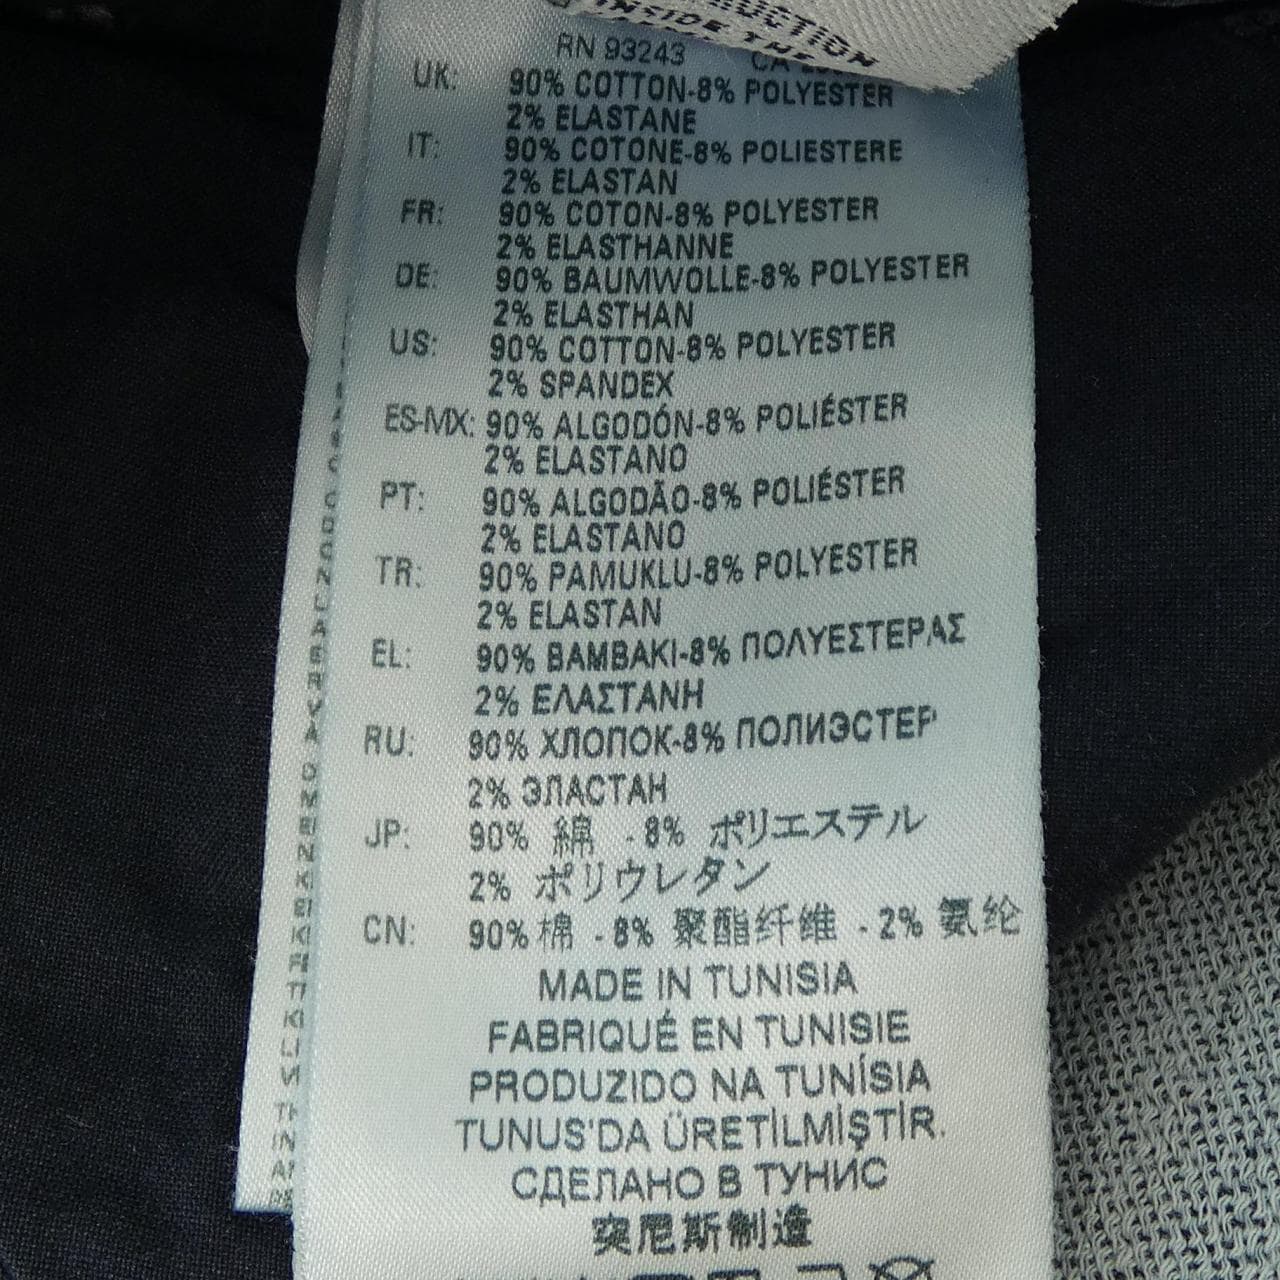 RUCTION
INSIDE THE
RN 93243 CA
UK: 90% COTTON-8% POLYESTER
2% ELASTANE
IT: 90% COTONE-8% POLIESTERE
2% ELASTAN
FR: 90% COTON-8% POLYESTER
2% ELASTHANNE
DE: 90% BAUMWOLLE-8% POLYESTER
2% ELASTHAN
US: 90% COTTON-8% POLYESTER
2% SPANDEX
ES-MX: 90% ALGODÓN-8% POLIÉSTER
2% ELASTANO
PT: 90% ALGODÃO-8% POLIÉSTER
2% ELASTANO
TR: 90% PAMUKLU-8% POLYESTER
2% ELASTAN
EL: 90% ΒΑΜΒΑΚΙ-8% ΠΟΛΥΕΣΤΕΡΑΣ
2% ΕΛΑΣΤΑΝΗ
RU: 90% ХЛОПОК-8% ПОЛИЭСТЕР
2% ЭЛАСТАН
JP: 90% 綿 - 8% ポリエステル
2% ポリウレタン
CN: 90% 棉 - 8% 聚酯纤维 - 2% 氨纶
MADE IN TUNISIA
FABRIQUÉ EN TUNISIE
PRODUZIDO NA TUNÍSIA
TUNUS'DA ÜRETİLMİŞTİR.
СДЕЛАНО В ТУНИС
突尼斯制造